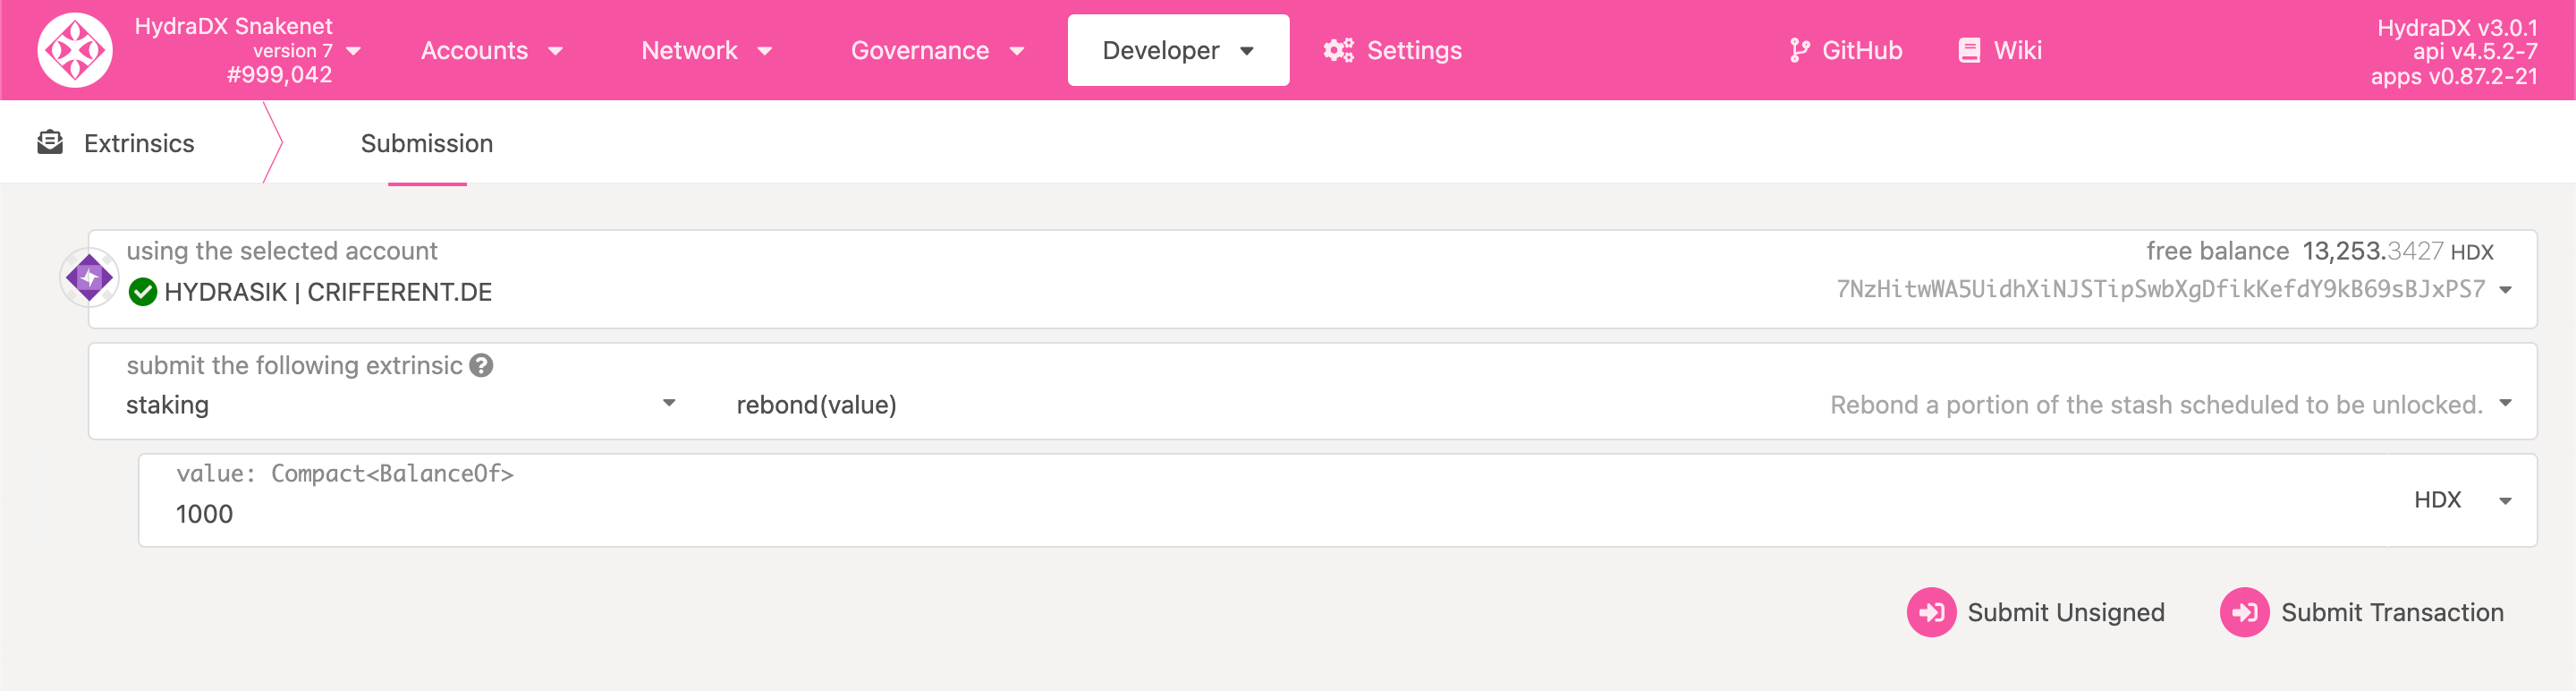 HydraDX Snakenet
version 7
#999,042
Accounts
Network
Governance
Developer
Settings
GitHub
Wiki
HydraDX v3.0.1
api v4.5.2-7
apps v0.87.2-21
Extrinsics
Submission
using the selected account
HYDRASIK | CRIFFERENT.DE
free balance 13,253.3427 HDX
7NzHitwWA5UidhXiNJSTipSwbXgDfikKefdY9kB69sBJxPS7
submit the following extrinsic
staking
rebond(value)
Rebond a portion of the stash scheduled to be unlocked.
value: Compact<BalanceOf>
1000
HDX
Submit Unsigned
Submit Transaction